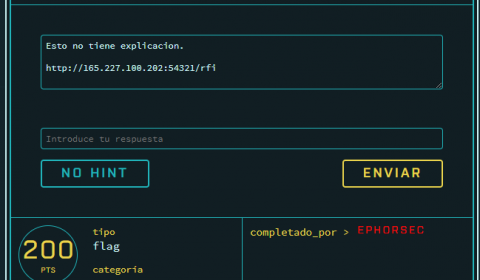 Esto no tiene explicacion.
http://165.227.100.202:54321/rfi
Introduce tu respuesta
NO HINT
ENVIAR
200
PTS
tipo
flag
categoría
completado_por > EPHORSEC